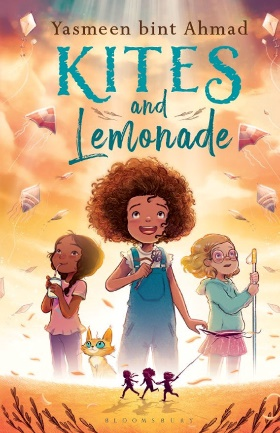 Yasmeen bint Ahmad
KITES
and
Lemonade
BLOOMSBURY